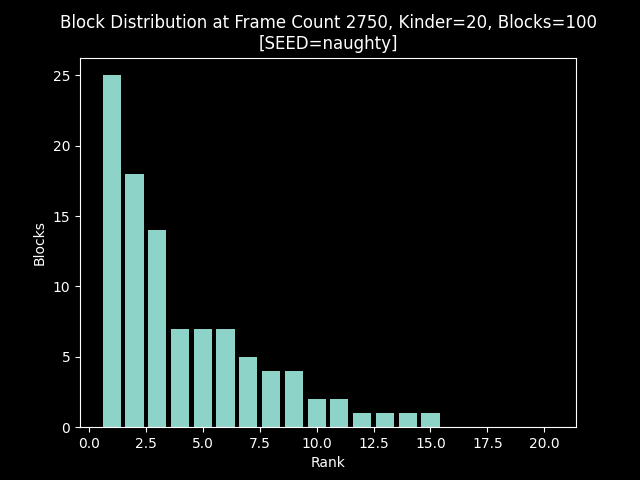 Block Distribution at Frame Count 2750, Kinder=20, Blocks=100
[SEED=naughty]
25
20
15
10
5
0
Blocks
0.0 2.5 5.0 7.5 10.0 12.5 15.0 17.5 20.0
Rank